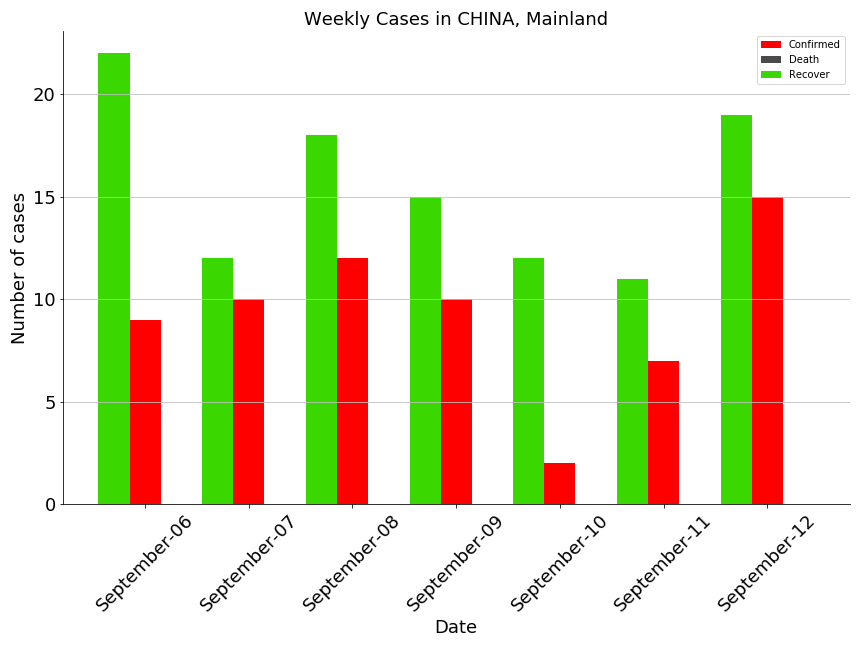 Weekly Cases in CHINA, Mainland
Confirmed
Death
Recover
Number of cases
20
15
10
5
0
September-06
September-07
September-08
September-09
September-10
September-11
September-12
Date